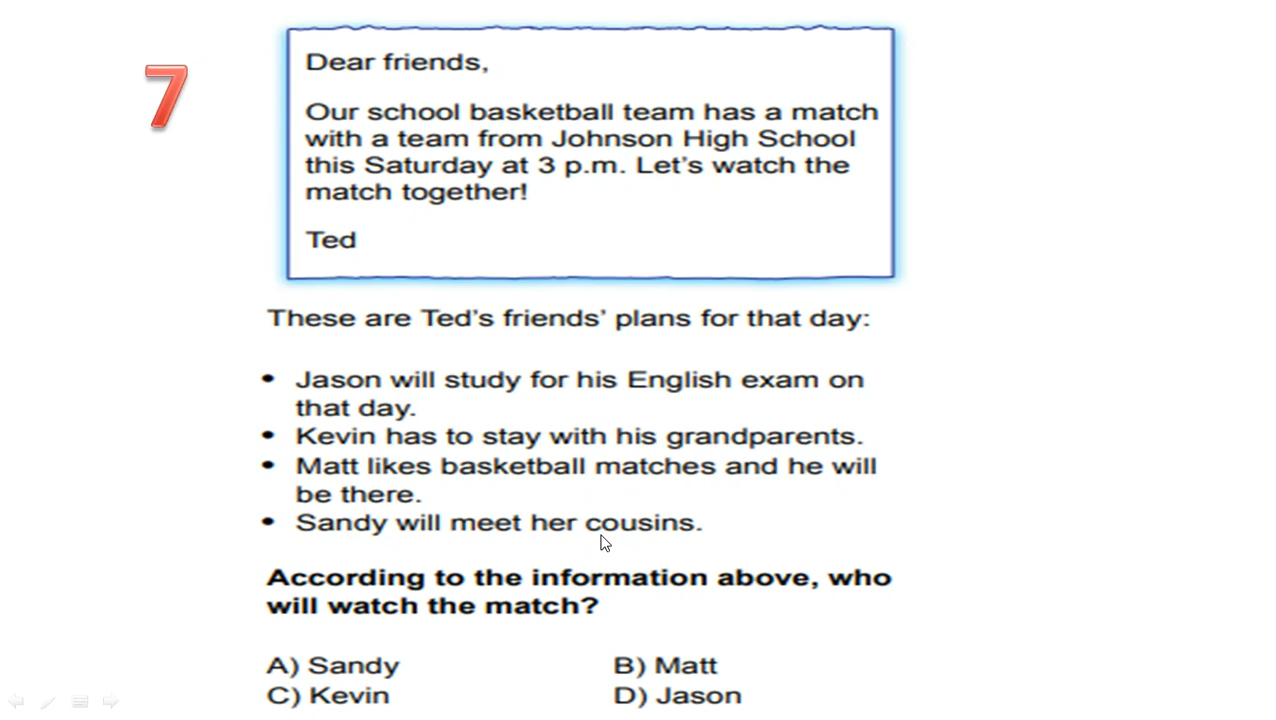 7
Dear friends,
Our school basketball team has a match
with a team from Johnson High School
this Saturday at 3 p.m. Let's watch the
match together!
Ted
These are Ted's friends' plans for that day:
• Jason will study for his English exam on
that day.
• Kevin has to stay with his grandparents.
• Matt likes basketball matches and he will
be there.
• Sandy will meet her cousins.
According to the information above, who
will watch the match?
A) Sandy B) Matt
C) Kevin D) Jason